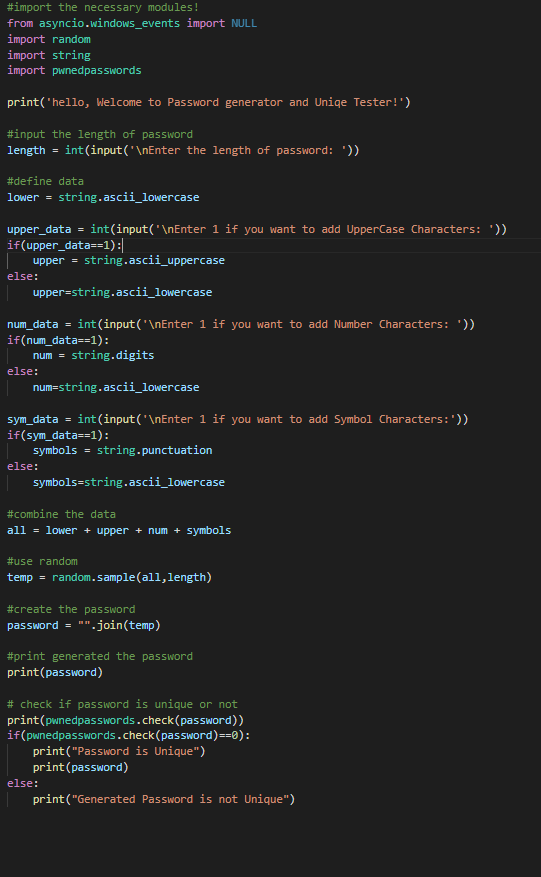 #import the necessary modules!
from asyncio.windows_events import NULL
import random
import string
import pwnedpasswords
print('hello, Welcome to Password generator and Uniqe Tester!')
#input the length of password
length = int(input('\nEnter the length of password: '))
#define data
lower = string.ascii_lowercase
upper_data = int(input('\nEnter 1 if you want to add UpperCase Characters: '))
if(upper_data==1):
    upper = string.ascii_uppercase
else:
    upper=string.ascii_lowercase
num_data = int(input('\nEnter 1 if you want to add Number Characters: '))
if(num_data==1):
    num = string.digits
else:
    num=string.ascii_lowercase
sym_data = int(input('\nEnter 1 if you want to add Symbol Characters:'))
if(sym_data==1):
    symbols = string.punctuation
else:
    symbols=string.ascii_lowercase
#combine the data
all = lower + upper + num + symbols
#use random
temp = random.sample(all,length)
#create the password
password = "".join(temp)
#print generated the password
print(password)
# check if password is unique or not
print(pwnedpasswords.check(password))
if(pwnedpasswords.check(password)==0):
    print("Password is Unique")
    print(password)
else:
    print("Generated Password is not Unique")